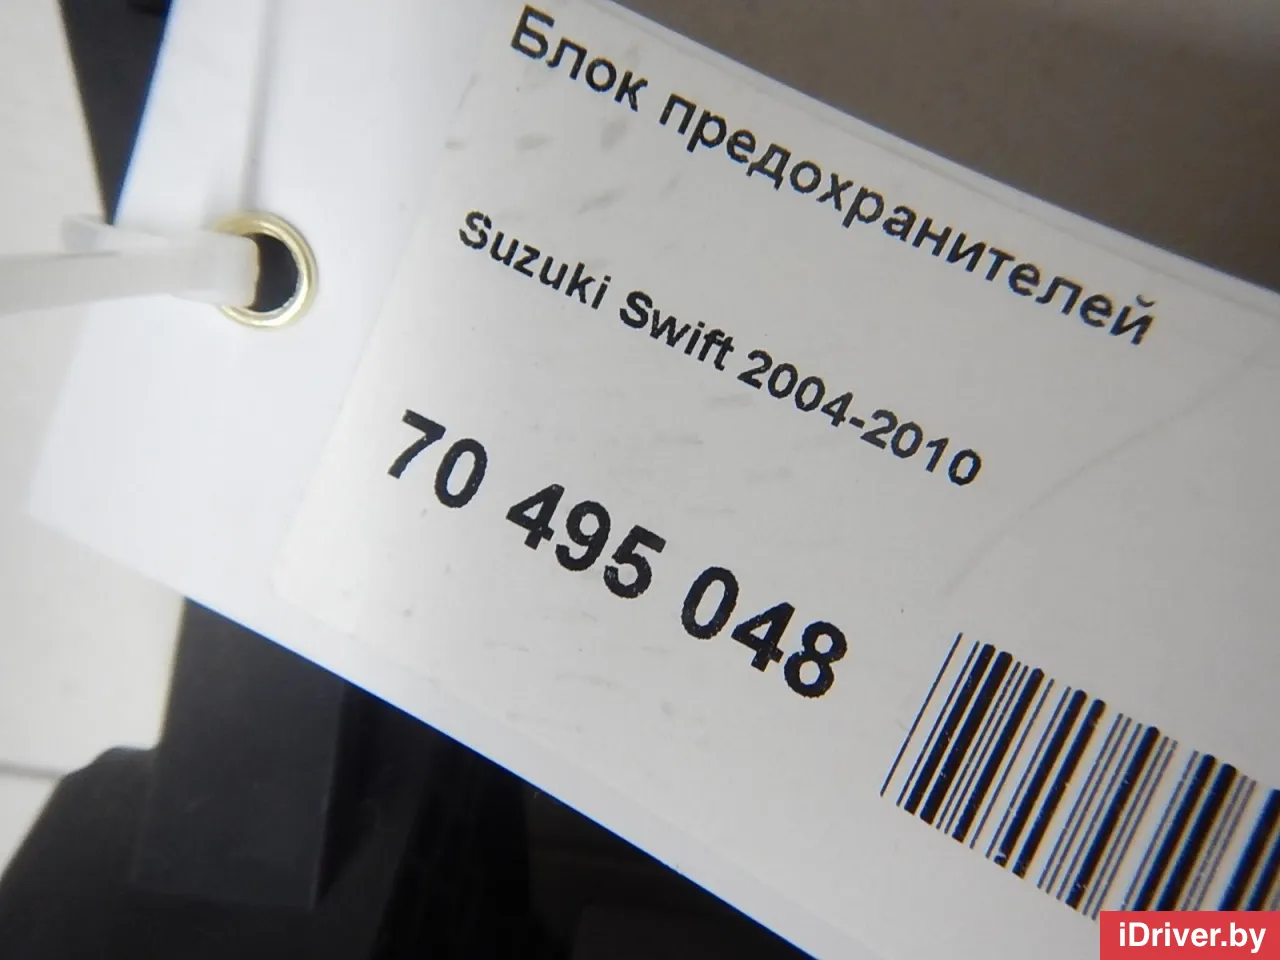 Блок предохранителей
Suzuki Swift 2004-2010
70 495 048
iDriver.by